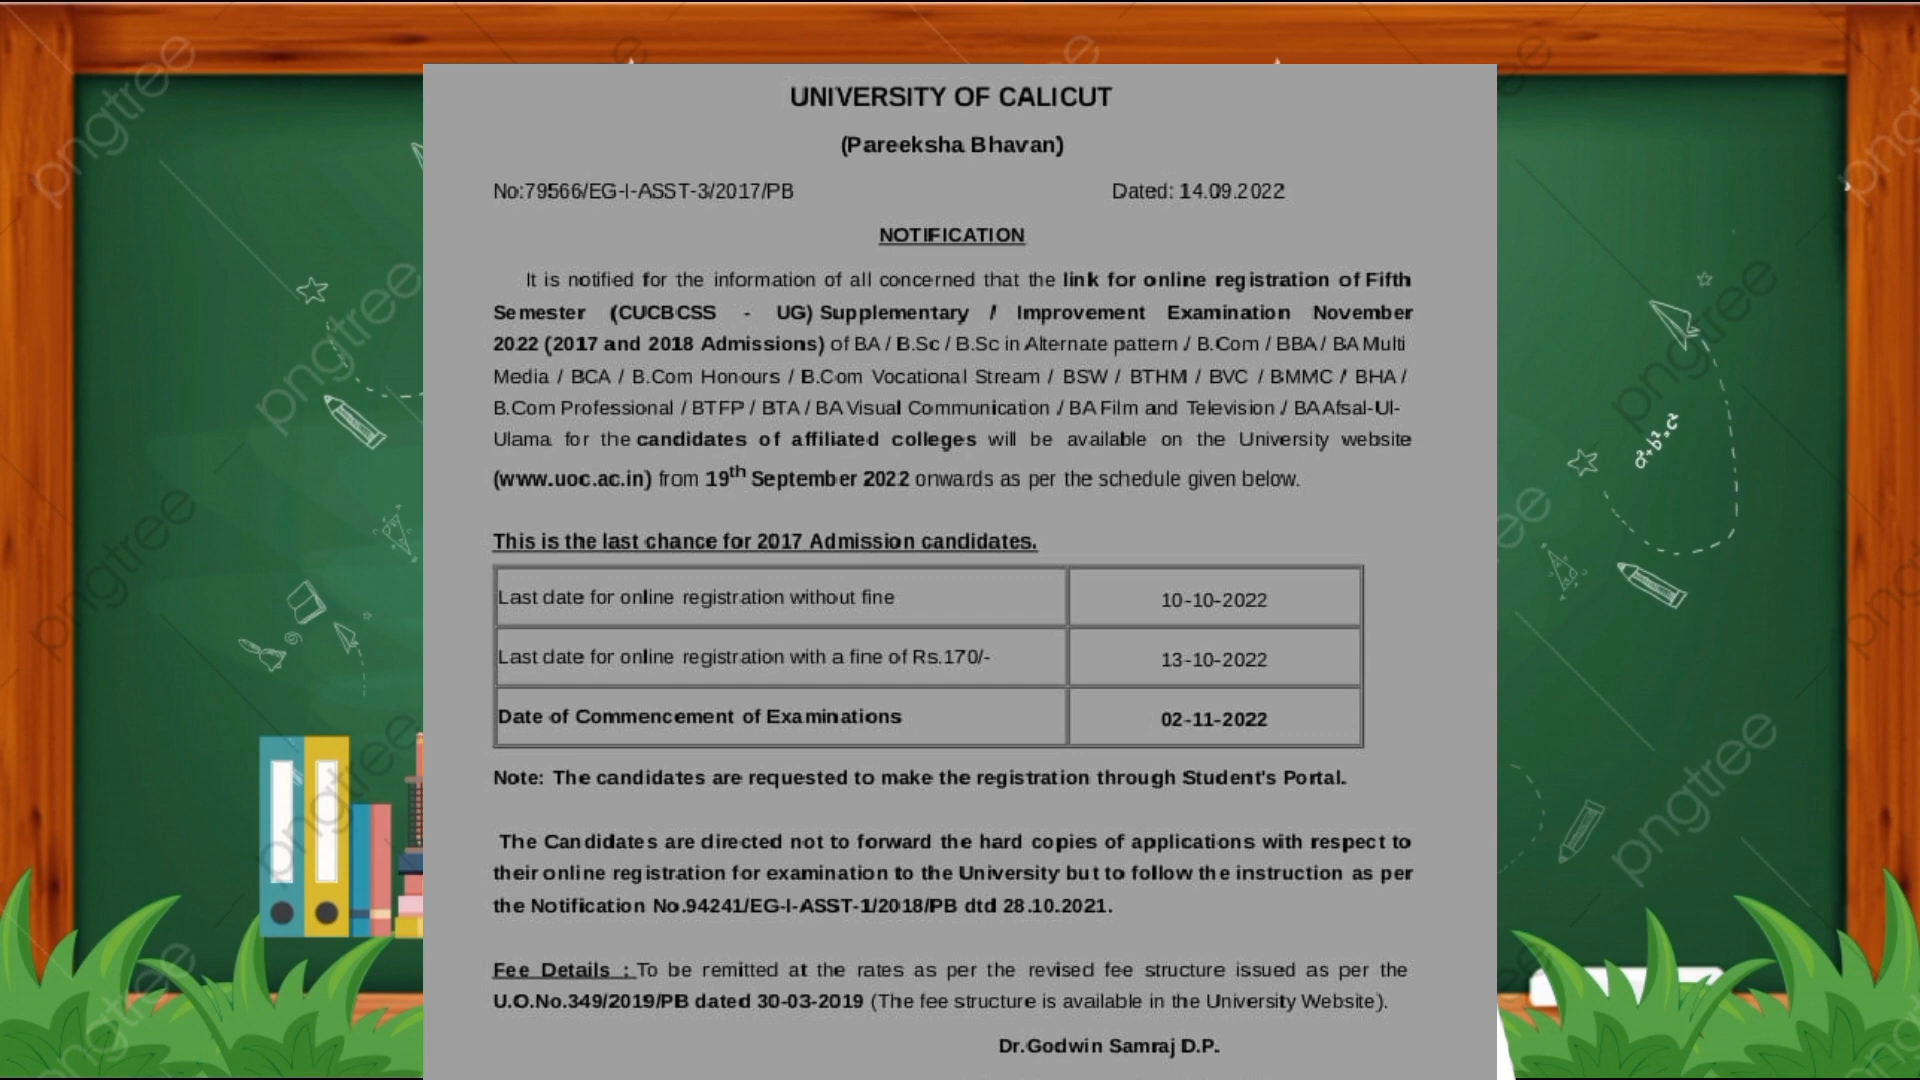 UNIVERSITY OF CALICUT
(Pareeksha Bhavan)
No:79566/EG-I-ASST-3/2017/PB Dated: 14.09.2022
NOTIFICATION
It is notified for the information of all concerned that the link for online registration of Fifth
Semester (CUCBCSS - UG) Supplementary / Improvement Examination November
2022 (2017 and 2018 Admissions) of BA / B.Sc / B.Sc in Alternate pattern / B.Com / BBA / BA Multi
Media / BCA / B.Com Honours / B.Com Vocational Stream / BSW / BTHM / BVC / BMMC / BHA /
B.Com Professional / BTFP / BTA / BA Visual Communication / BA Film and Television / BA Afsal-Ul-
Ulama for the candidates of affiliated colleges will be available on the University website
(www.uoc.ac.in) from 19th September 2022 onwards as per the schedule given below.
This is the last chance for 2017 Admission candidates.
Last date for online registration without fine 10-10-2022
Last date for online registration with a fine of Rs.170/- 13-10-2022
Date of Commencement of Examinations 02-11-2022
Note: The candidates are requested to make the registration through Student's Portal.
The Candidates are directed not to forward the hard copies of applications with respect to
their online registration for examination to the University but to follow the instruction as per
the Notification No.94241/EG-I-ASST-1/2018/PB dtd 28.10.2021.
Fee Details : To be remitted at the rates as per the revised fee structure issued as per the
U.O.No.349/2019/PB dated 30-03-2019 (The fee structure is available in the University Website).
Dr.Godwin Samraj D.P.
a²+b²=c²
pngtree
pngtree
pngtree
pngtree
pngtree
pngtree
pngtree